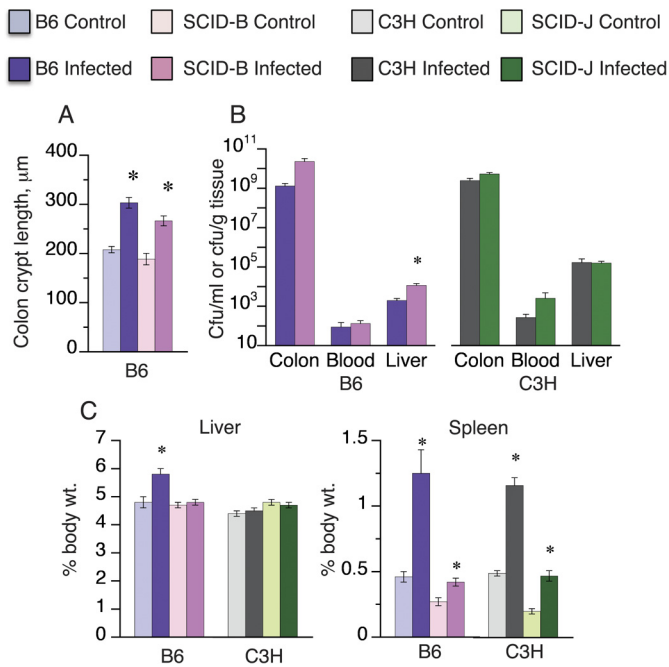 B6 Control SCID-B Control C3H Control SCID-J Control
B6 Infected SCID-B Infected C3H Infected SCID-J Infected
A
Colon crypt length, μm
400
300
200
100
0
*
*
B6
B
Cfu/ml or cfu/g tissue
10¹¹
10⁹
10⁷
10⁵
10³
10
*
Colon Blood Liver
B6
Colon Blood Liver
C3H
C
Liver
% body wt.
7
6
5
4
3
2
1
0
*
B6 C3H
Spleen
% body wt.
1.5
1
0.5
0
*
*
*
*
B6 C3H